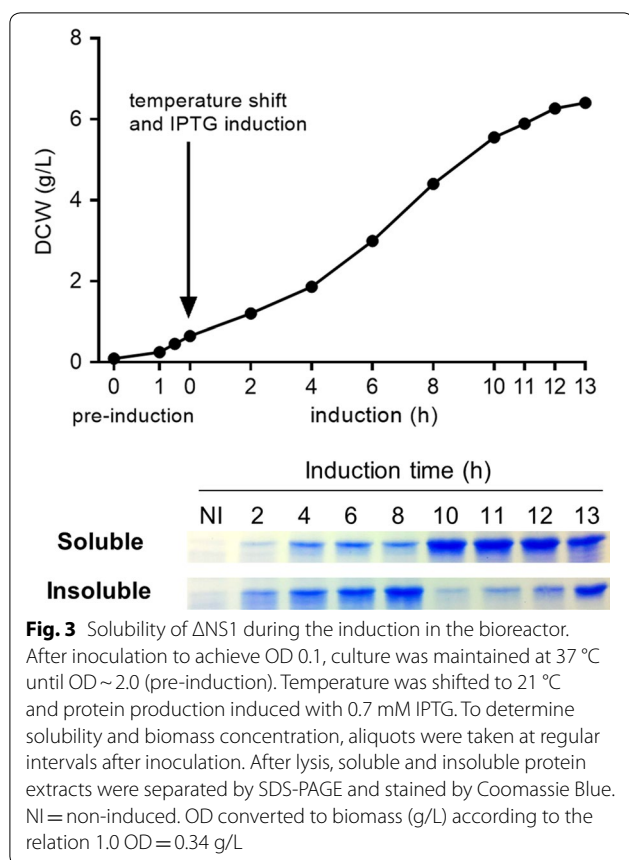 8
6
4
2
0
DCW (g/L)
temperature shift
and IPTG induction
0 1 0 2 4 6 8 10 11 12 13
pre-induction induction (h)
Induction time (h)
NI 2 4 6 8 10 11 12 13
Soluble
Insoluble
Fig. 3 Solubility of ΔNS1 during the induction in the bioreactor.
After inoculation to achieve OD 0.1, culture was maintained at 37 °C
until OD ~ 2.0 (pre-induction). Temperature was shifted to 21 °C
and protein production induced with 0.7 mM IPTG. To determine
solubility and biomass concentration, aliquots were taken at regular
intervals after inoculation. After lysis, soluble and insoluble protein
extracts were separated by SDS-PAGE and stained by Coomassie Blue.
NI = non-induced. OD converted to biomass (g/L) according to the
relation 1.0 OD = 0.34 g/L